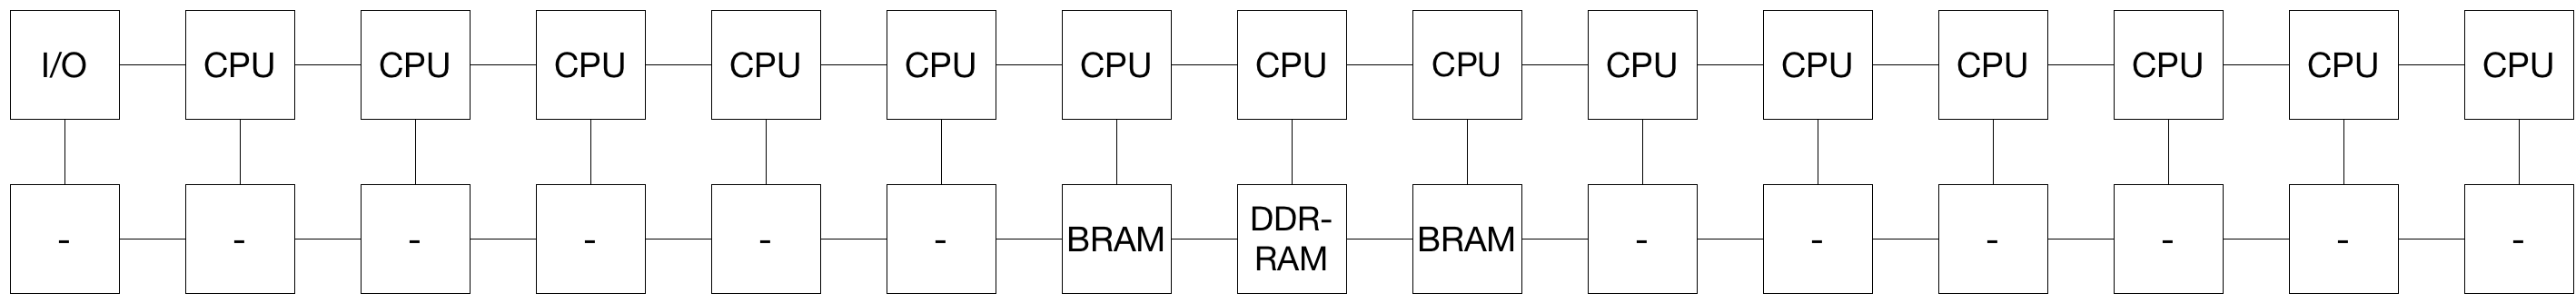 I/O CPU CPU CPU CPU CPU CPU CPU CPU CPU CPU CPU CPU CPU CPU
- - - - - - BRAM DDR-
RAM BRAM - - - - - -